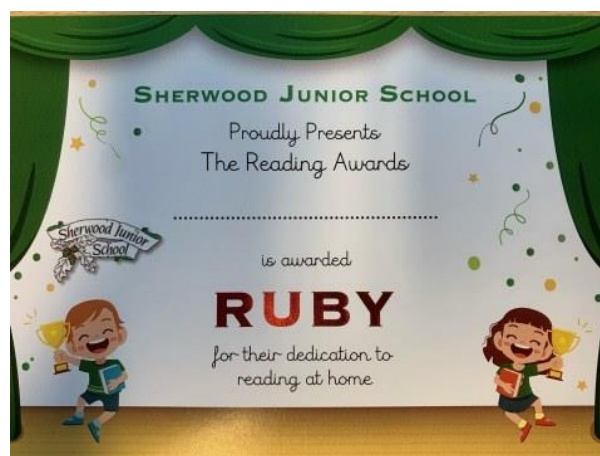 SHERWOOD JUNIOR SCHOOL
Proudly Presents
The Reading Awards
................................................................
Sherwood Junior
School
is awarded
RUBY
for their dedication to
reading at home